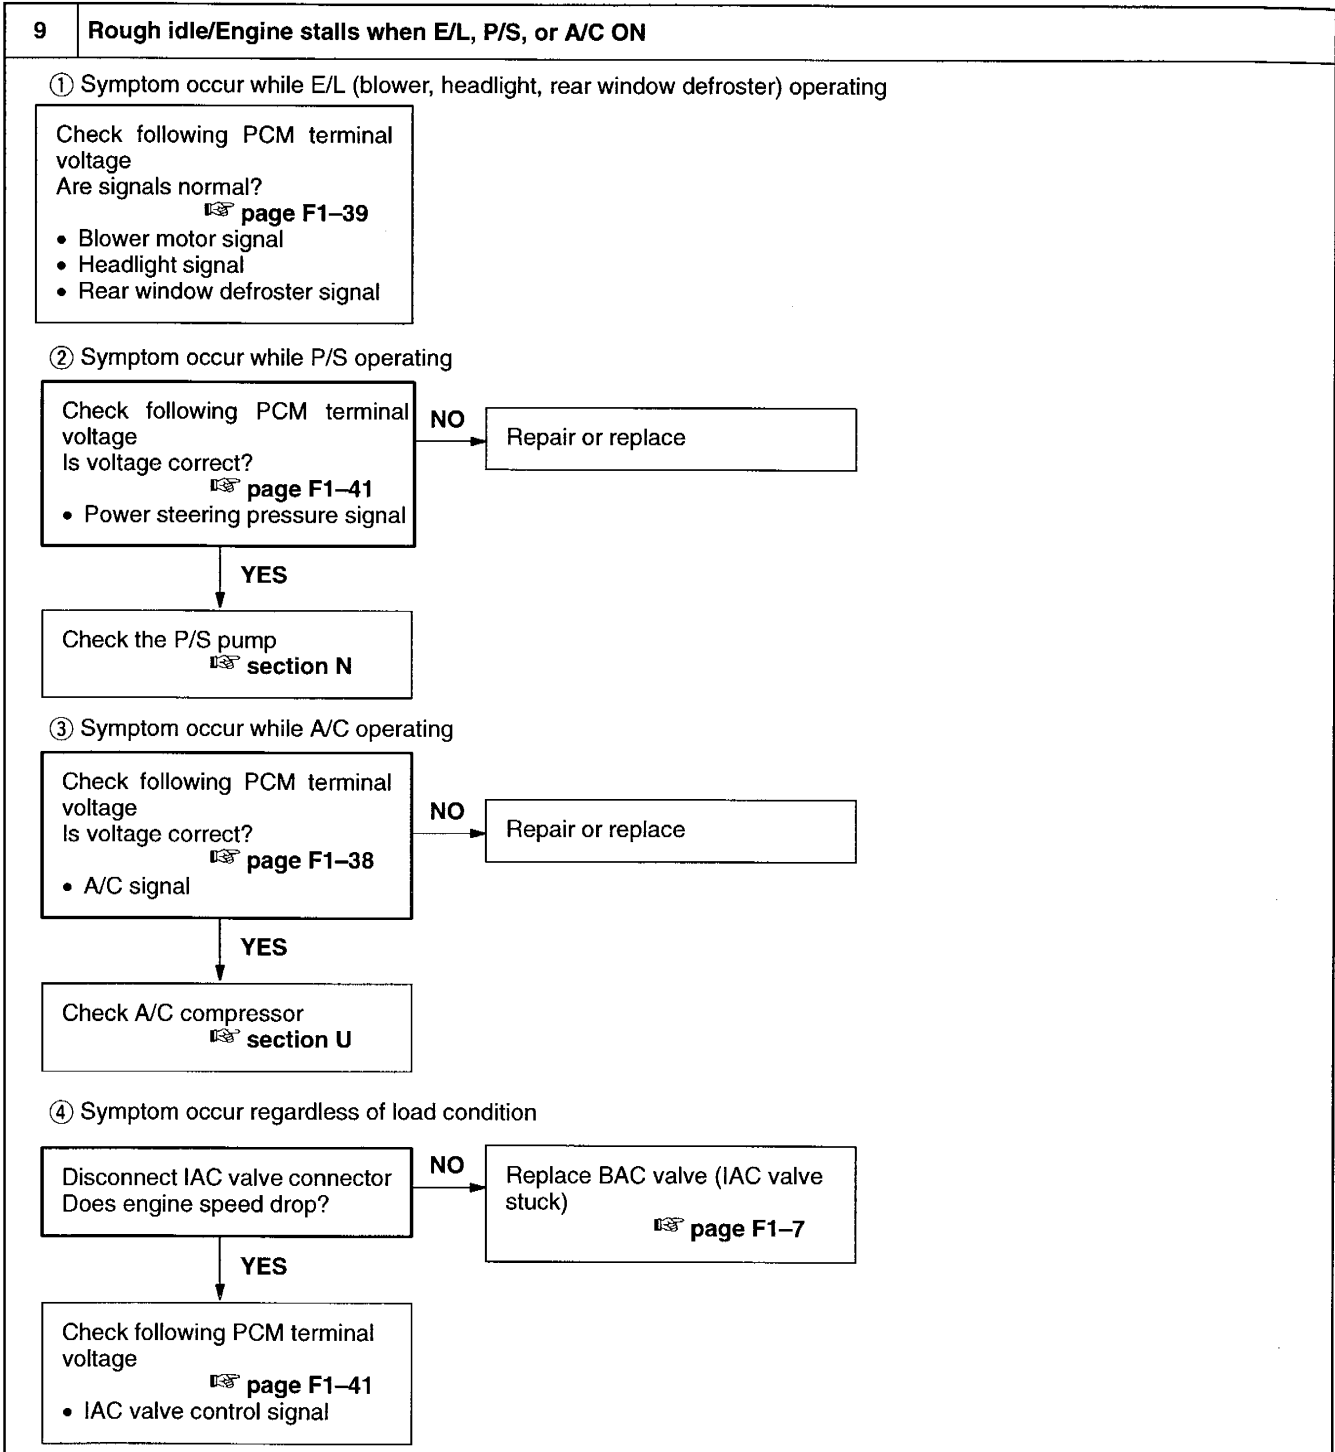 9 Rough idle/Engine stalls when E/L, P/S, or A/C ON
① Symptom occur while E/L (blower, headlight, rear window defroster) operating
Check following PCM terminal
voltage
Are signals normal?
☞ page F1–39
• Blower motor signal
• Headlight signal
• Rear window defroster signal
② Symptom occur while P/S operating
Check following PCM terminal
voltage
Is voltage correct?
☞ page F1–41
• Power steering pressure signal
NO
Repair or replace
YES
Check the P/S pump
☞ section N
③ Symptom occur while A/C operating
Check following PCM terminal
voltage
Is voltage correct?
☞ page F1–38
• A/C signal
NO
Repair or replace
YES
Check A/C compressor
☞ section U
④ Symptom occur regardless of load condition
Disconnect IAC valve connector
Does engine speed drop?
NO
Replace BAC valve (IAC valve
stuck)
☞ page F1–7
YES
Check following PCM terminal
voltage
☞ page F1–41
• IAC valve control signal